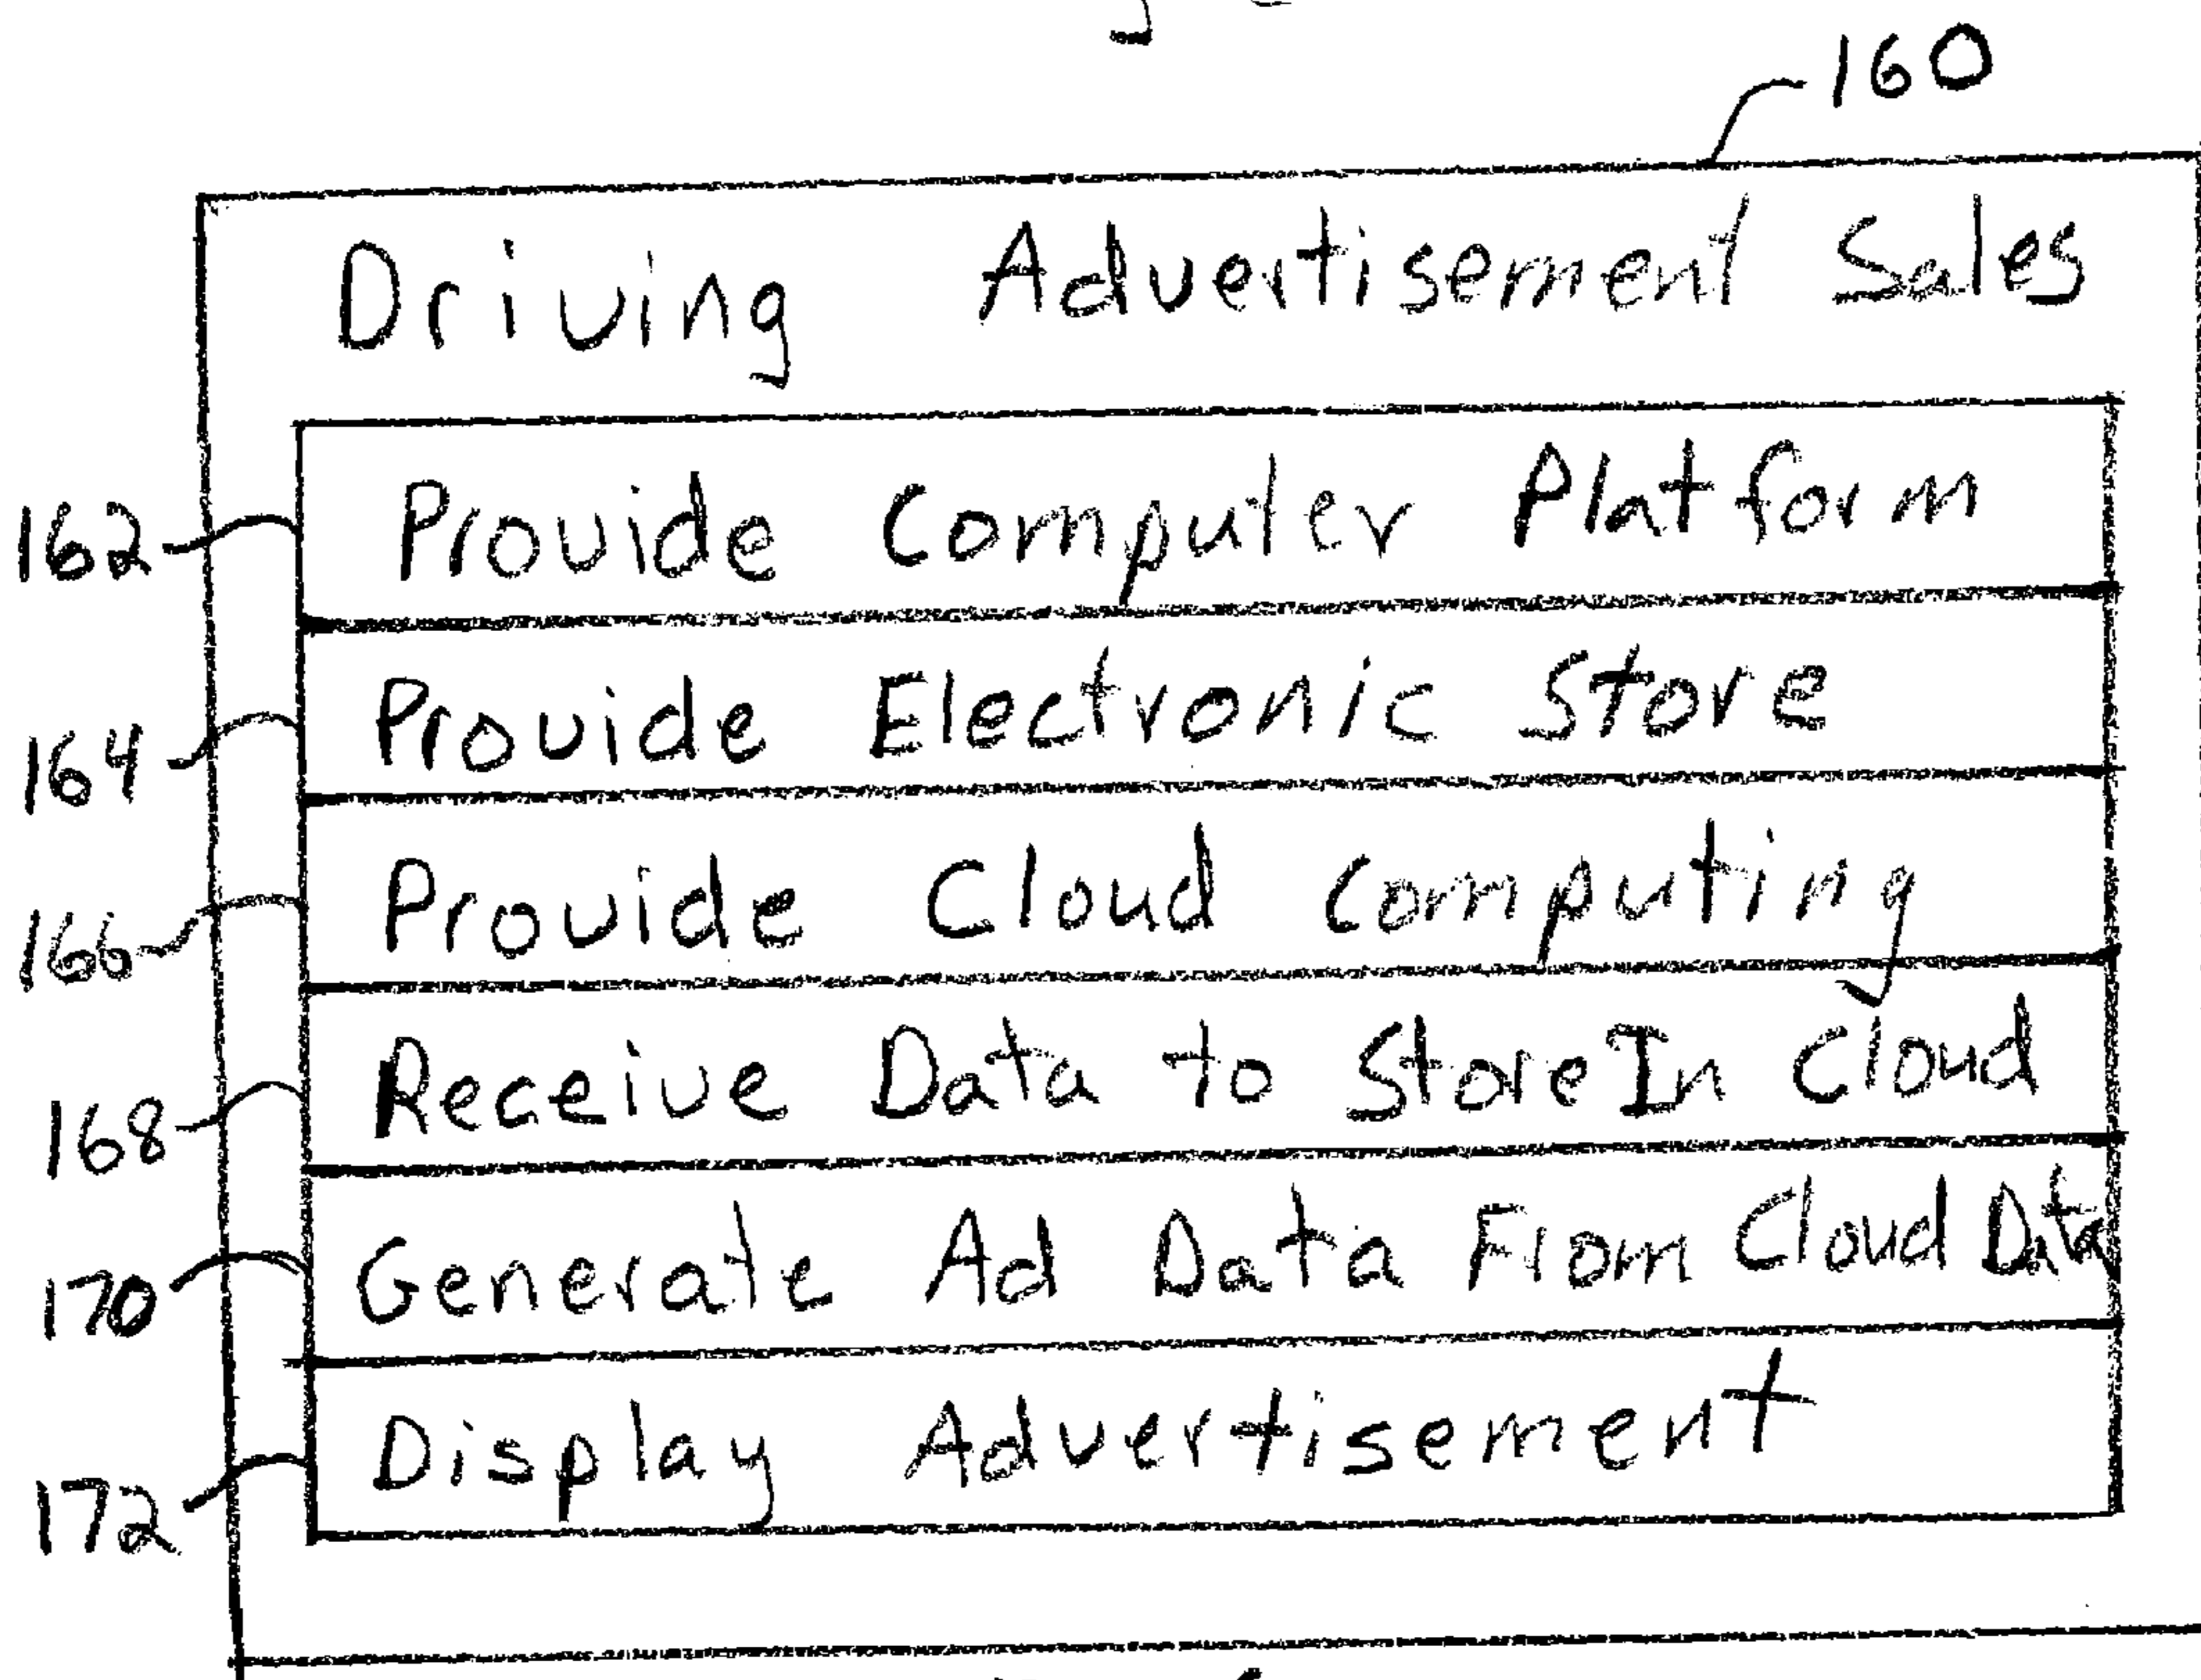 160
Driving Advertisement Sales
162 Provide Computer Platform
164 Provide Electronic Store
166 Provide Cloud Computing
168 Receive Data to Store In Cloud
170 Generate Ad Data From Cloud Data
172 Display Advertisement